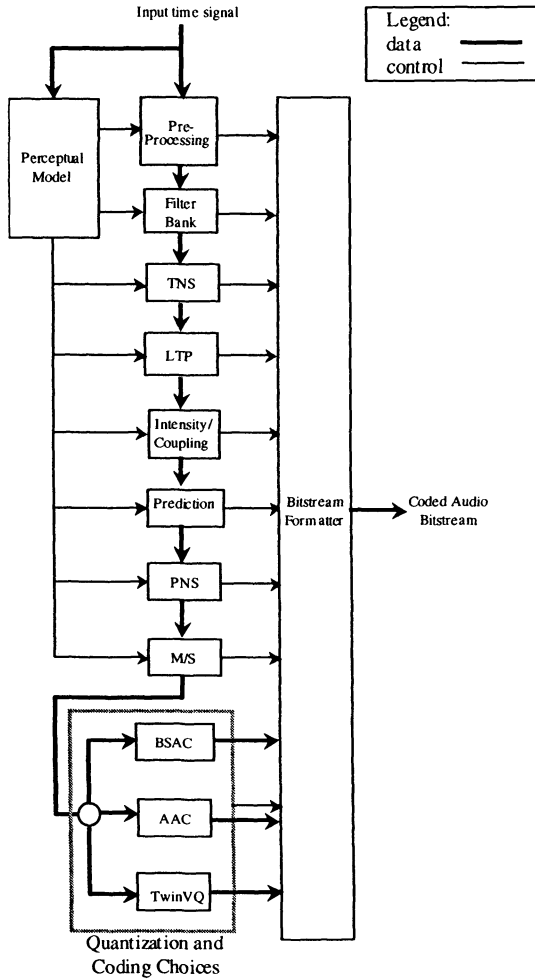 Input time signal
Legend:
data
control
Perceptual
Model
Pre-
Processing
Filter
Bank
TNS
LTP
Intensity/
Coupling
Prediction
PNS
M/S
Bitstream
Formatter
Coded Audio
Bitstream
BSAC
AAC
TwinVQ
Quantization and
Coding Choices